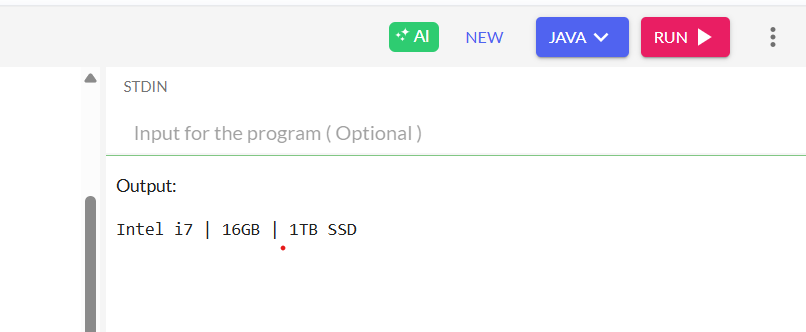 AI NEW JAVA RUN
STDIN
Input for the program ( Optional )
Output:
Intel i7 | 16GB | 1TB SSD